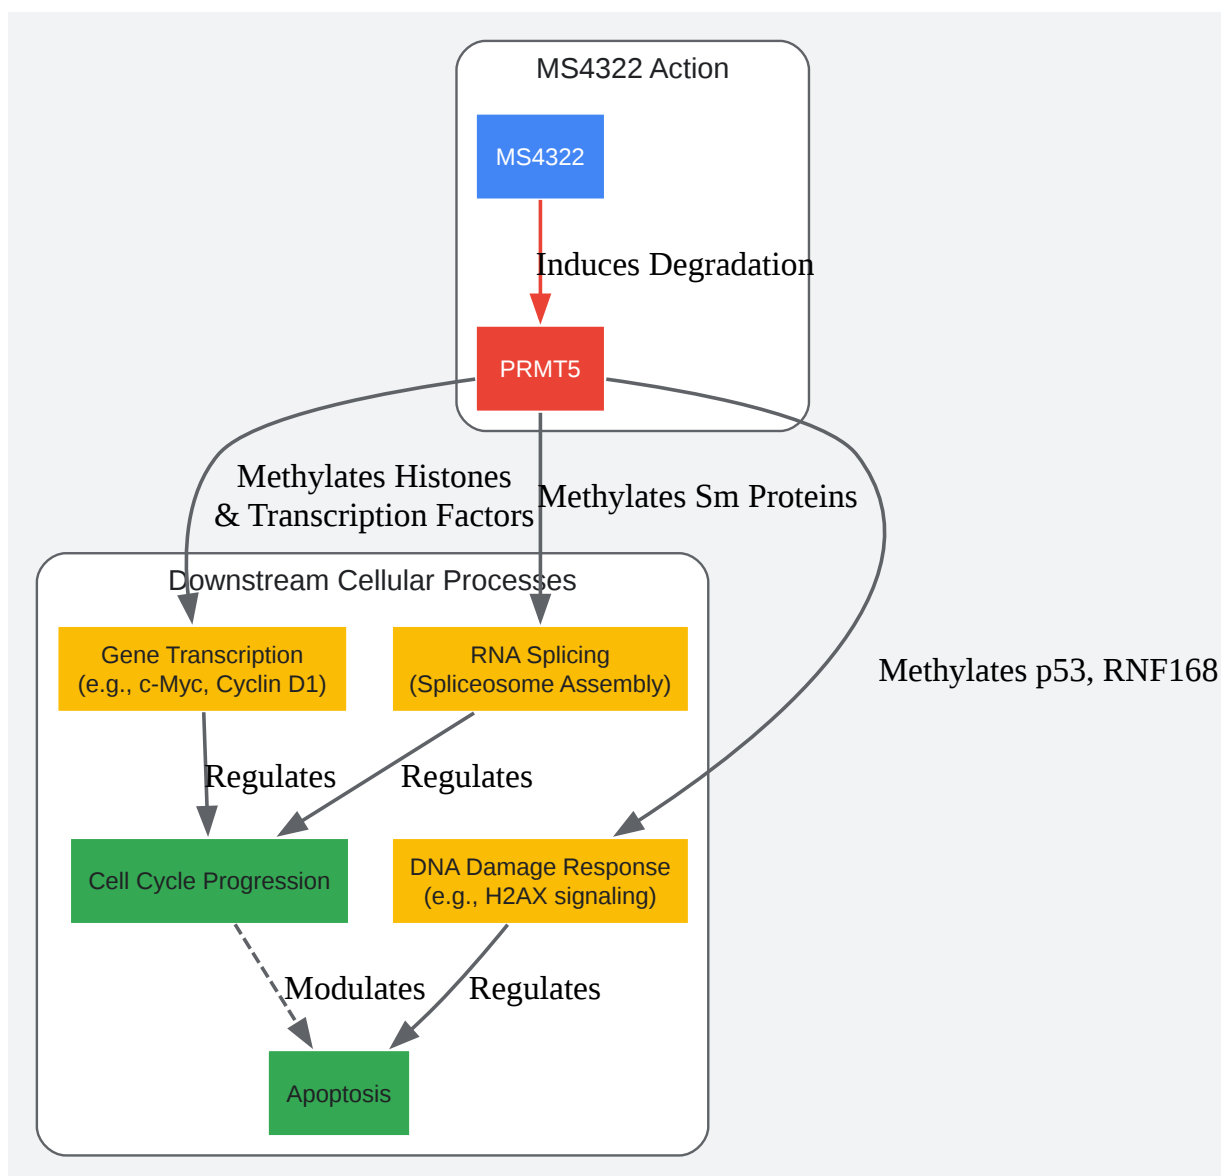 MS4322 Action
MS4322
Induces Degradation
PRMT5
Methylates Histones
& Transcription Factors
Methylates Sm Proteins
Downstream Cellular Processes
Gene Transcription
(e.g., c-Myc, Cyclin D1)
RNA Splicing
(Spliceosome Assembly)
Methylates p53, RNF168
Regulates
Regulates
Cell Cycle Progression
DNA Damage Response
(e.g., H2AX signaling)
Modulates
Regulates
Apoptosis